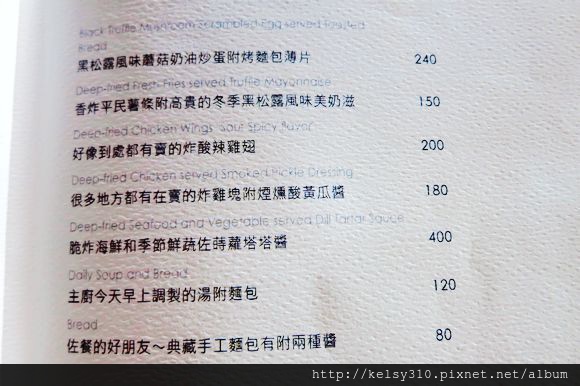 Black Truffle Mushroom Scrambled Egg served Toasted
Bread
黑松露風味蘑菇奶油炒蛋附烤麵包薄片 240
Deep-fried Fresh Fries served Truffle Mayonnaise
香炸平民薯條附高貴的冬季黑松露風味美奶滋 150
Deep-fried Chicken Wings Sour Spicy flavor
好像到處都有賣的炸酸辣雞翅 200
Deep-fried Chicken served Smoked Pickle Dressing
很多地方都有在賣的炸雞塊附煙燻酸黃瓜醬 180
Deep-fried Seafood and Vegetable served Dill Tartar Sauce
脆炸海鮮和季節鮮蔬佐蒔蘿塔塔醬 400
Daily Soup and Bread
主廚今天早上調製的湯附麵包 120
Bread
佐餐的好朋友～典藏手工麵包有附兩種醬 80
http://kelsy310.pixnet.net/album